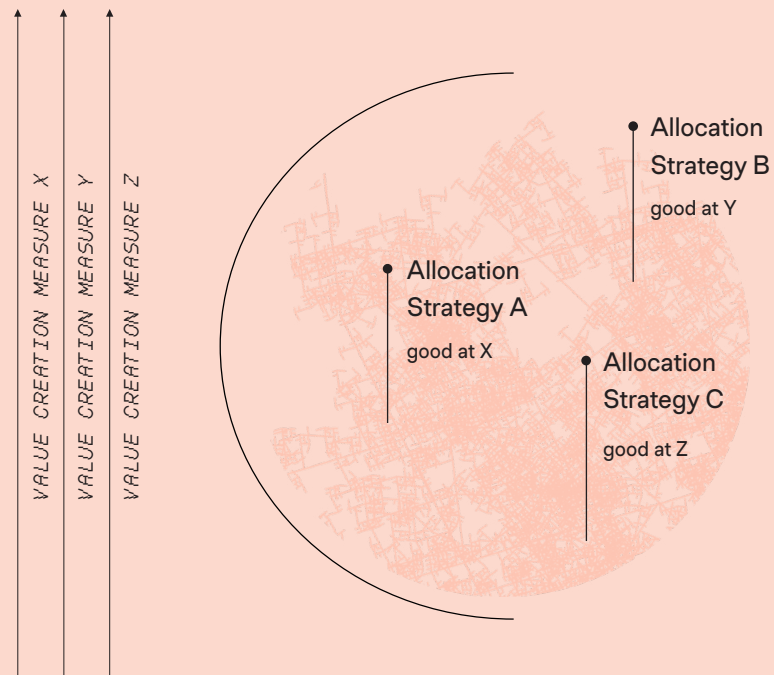 VALUE CREATION MEASURE X
VALUE CREATION MEASURE Y
VALUE CREATION MEASURE Z
Allocation
Strategy B
good at Y
Allocation
Strategy A
good at X
Allocation
Strategy C
good at Z